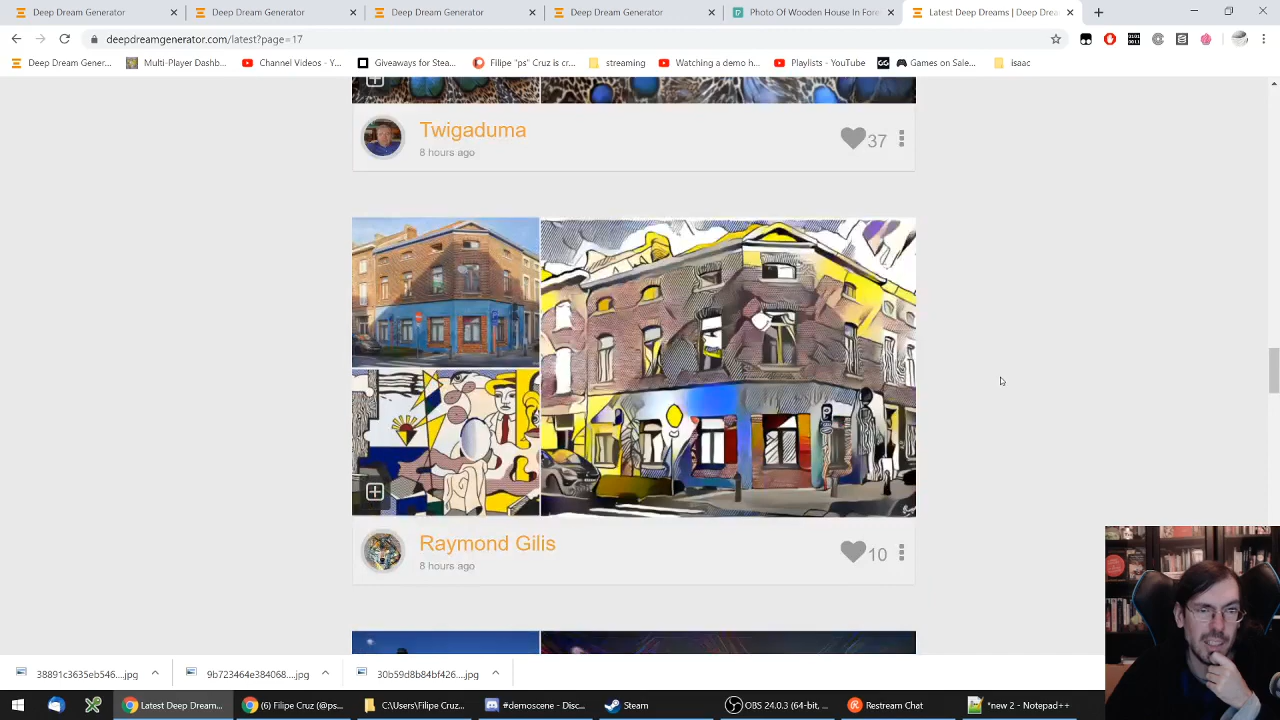 Deep Dream Generator
Deep Dream Generator
Deep Dream Generator
Deep Dream Generator
Photo Of Wooden House In Fore
Latest Deep Dreams | Deep Drea
deepdreamgenerator.com/latest?page=17
Deep Dream Gener...
Multi-Player Dashb...
Channel Videos - Y...
Giveaways for Stea...
Filipe "ps" Cruz is cr...
streaming
Watching a demo h...
Playlists - YouTube
Games on Sale...
isaac
Twigaduma
37
8 hours ago
Raymond Gilis
10
8 hours ago
38891c3635eb546....jpg
9b723464e384068....jpg
30b59d8b84bf426....jpg
Latest Deep Dream...
(6) Filipe Cruz (@ps...
C:\Users\Filipe Cruz...
#demoscene - Disc...
Steam
OBS 24.0.3 (64-bit, ...
Restream Chat
*new 2 - Notepad++